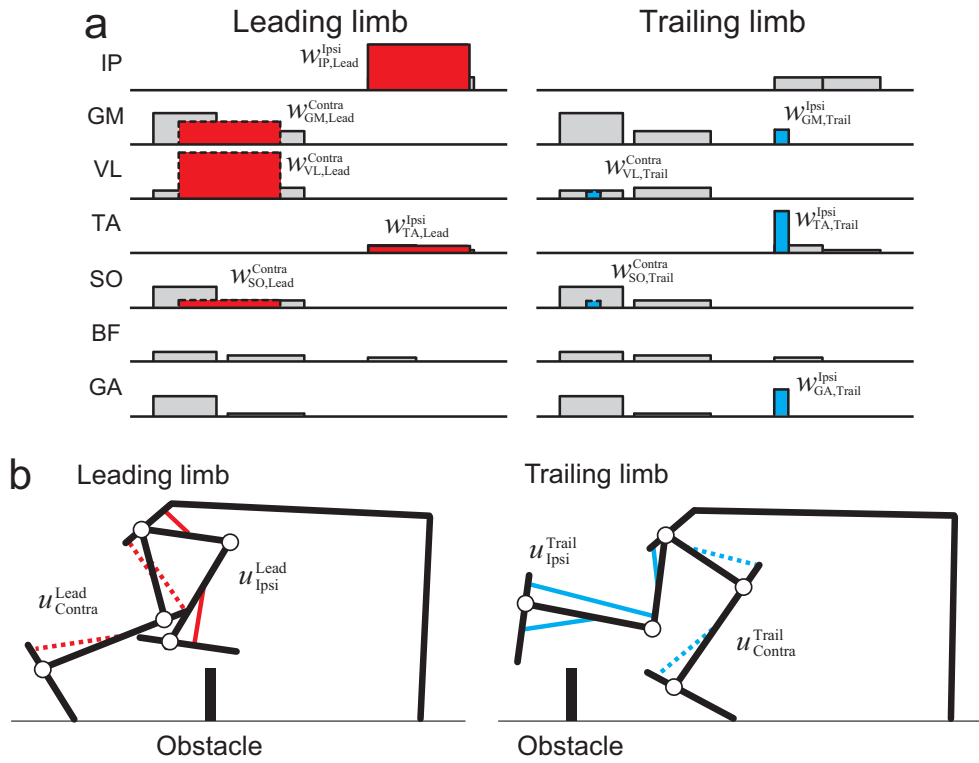 a
Leading limb
Trailing limb
IP
w^Ipsi_IP,Lead
GM
w^Contra_GM,Lead
w^Ipsi_GM,Trail
VL
w^Contra_VL,Lead
w^Contra_VL,Trail
TA
w^Ipsi_TA,Lead
w^Ipsi_TA,Trail
SO
w^Contra_SO,Lead
w^Contra_SO,Trail
BF
GA
w^Ipsi_GA,Trail
b
Leading limb
Trailing limb
u^Lead_Contra
u^Lead_Ipsi
u^Trail_Ipsi
u^Trail_Contra
Obstacle
Obstacle